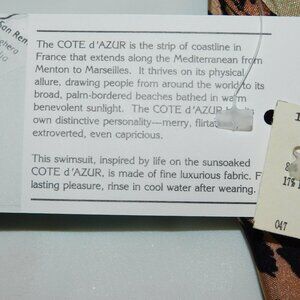 San Ren
The COTE d'AZUR is the strip of coastline in
France that extends along the Mediterranean from
Menton to Marseilles. It thrives on its physical
allure, drawing people from around the world to its
broad, palm-bordered beaches bathed in warm
benevolent sunlight. The COTE d'AZUR
own distinctive personality—merry,
extroverted, even capricious.
This swimsuit, inspired by life on the sunsoaked
COTE d'AZUR, is made of fine luxurious fabric.
lasting pleasure, rinse in cool water after wearing.
047